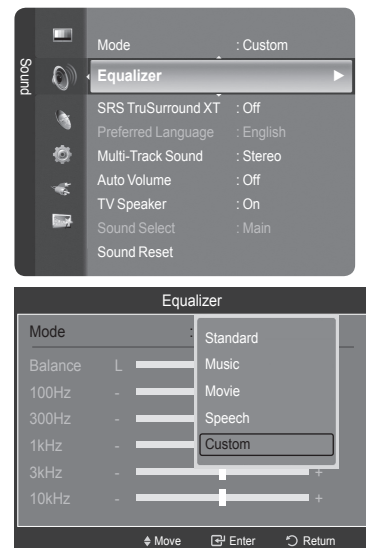 Sound
Mode : Custom
Equalizer
SRS TruSurround XT : Off
Preferred Language : English
Multi-Track Sound : Stereo
Auto Volume : Off
TV Speaker : On
Sound Select : Main
Sound Reset
Equalizer
Mode :
Standard
Music
Movie
Speech
Custom
Balance L
100Hz -
300Hz -
1kHz -
3kHz - +
10kHz - +
Move Enter Return